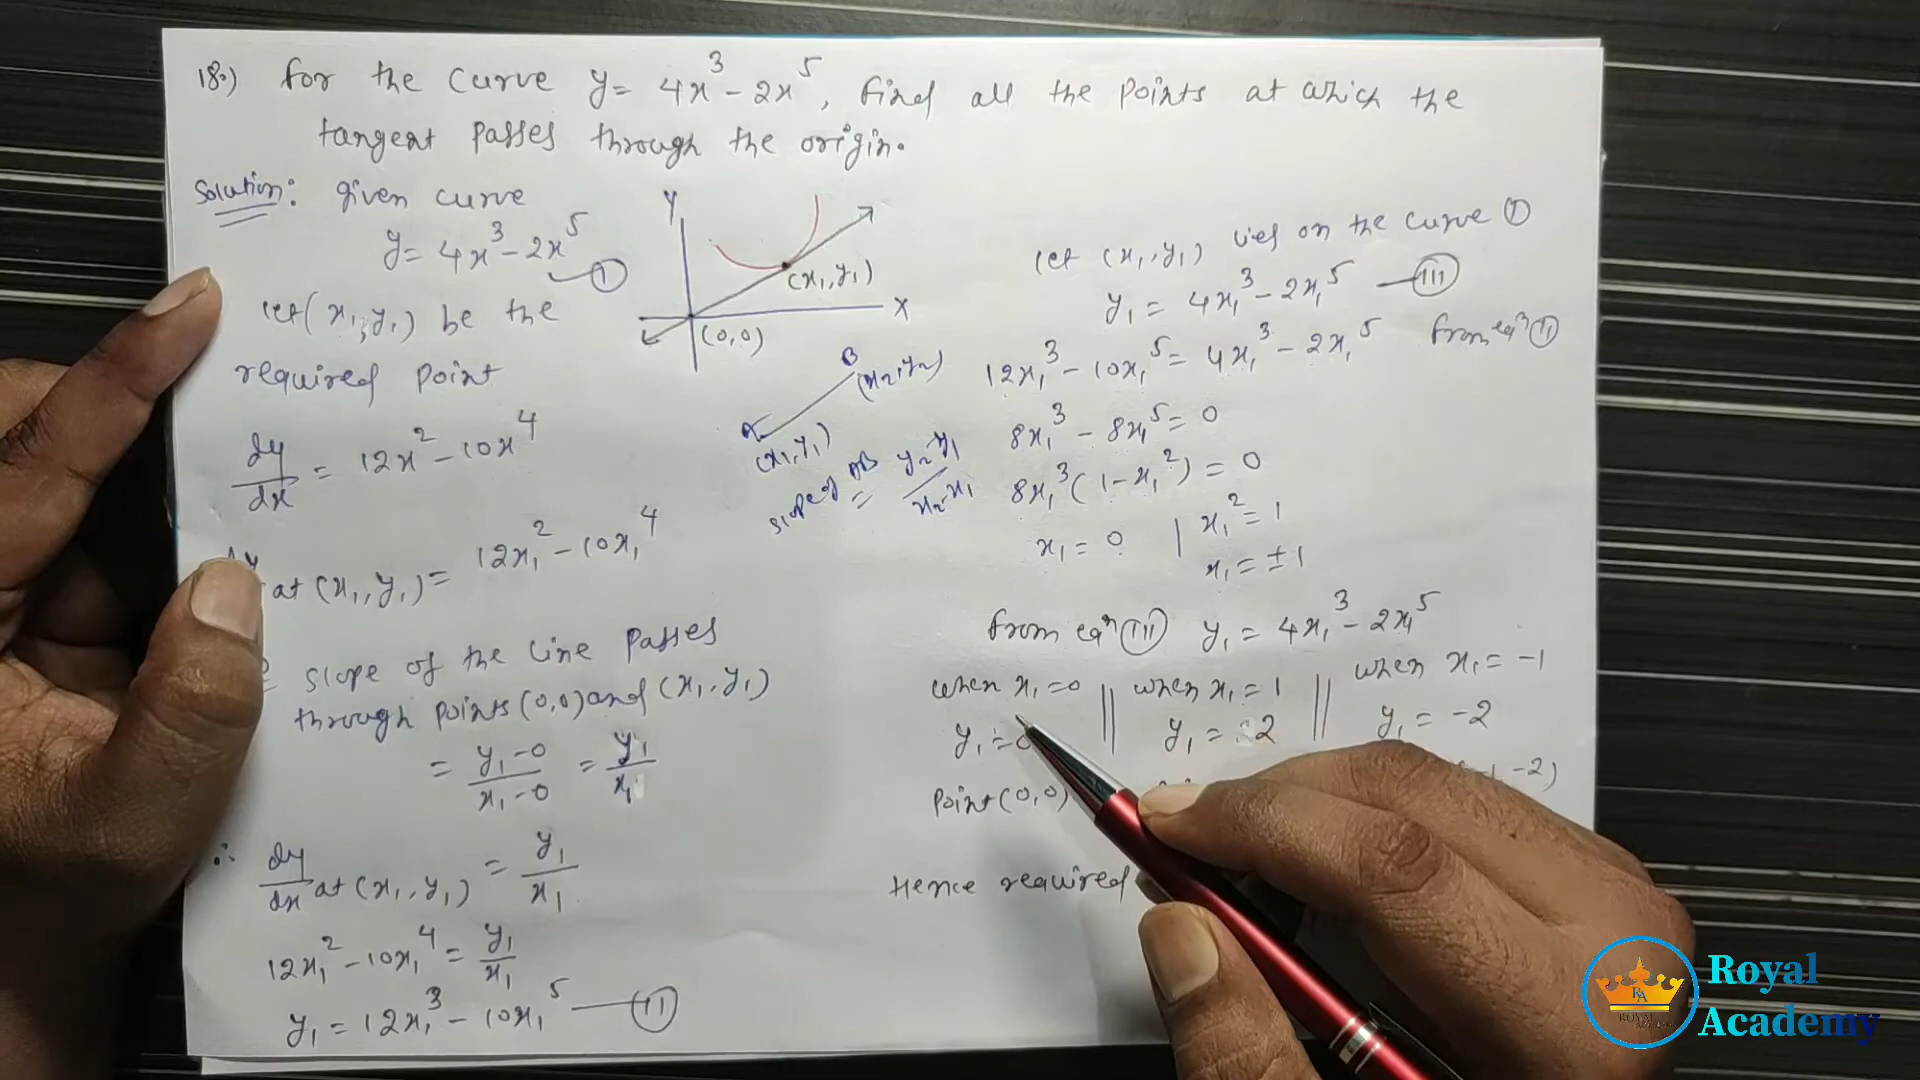 18.) For the curve y = 4x³ - 2x⁵, find all the points at which the
tangent passes through the origin.
Solution: given curve
y = 4x³ - 2x⁵ —(I)
let (x₁, y₁) be the
required point
dy/dx = 12x² - 10x⁴
at (x₁, y₁) = 12x₁² - 10x₁⁴
slope of the line passes
through points (0,0) and (x₁, y₁)
= y₁-0/x₁-0 = y₁/x₁
∴ dy/dx at (x₁, y₁) = y₁/x₁
12x₁² - 10x₁⁴ = y₁/x₁
y₁ = 12x₁³ - 10x₁⁵ —(II)
Y
(x₁, y₁)
X
(0,0)
B
(x₂, y₂)
A
(x₁, y₁)
slope of AB = y₂-y₁/x₂-x₁
let (x₁, y₁) lies on the curve (I)
y₁ = 4x₁³ - 2x₁⁵ —(III)
12x₁³ - 10x₁⁵ = 4x₁³ - 2x₁⁵ from eqⁿ (II)
8x₁³ - 8x₁⁵ = 0
8x₁³(1 - x₁²) = 0
x₁ = 0 | x₁² = 1
x₁ = ±1
from eqⁿ (III) y₁ = 4x₁³ - 2x₁⁵
when x₁ = 0 || when x₁ = 1 || when x₁ = -1
y₁ = 0 y₁ = 2 y₁ = -2
Point (0,0) -2)
Hence required
Royal
Academy
RA